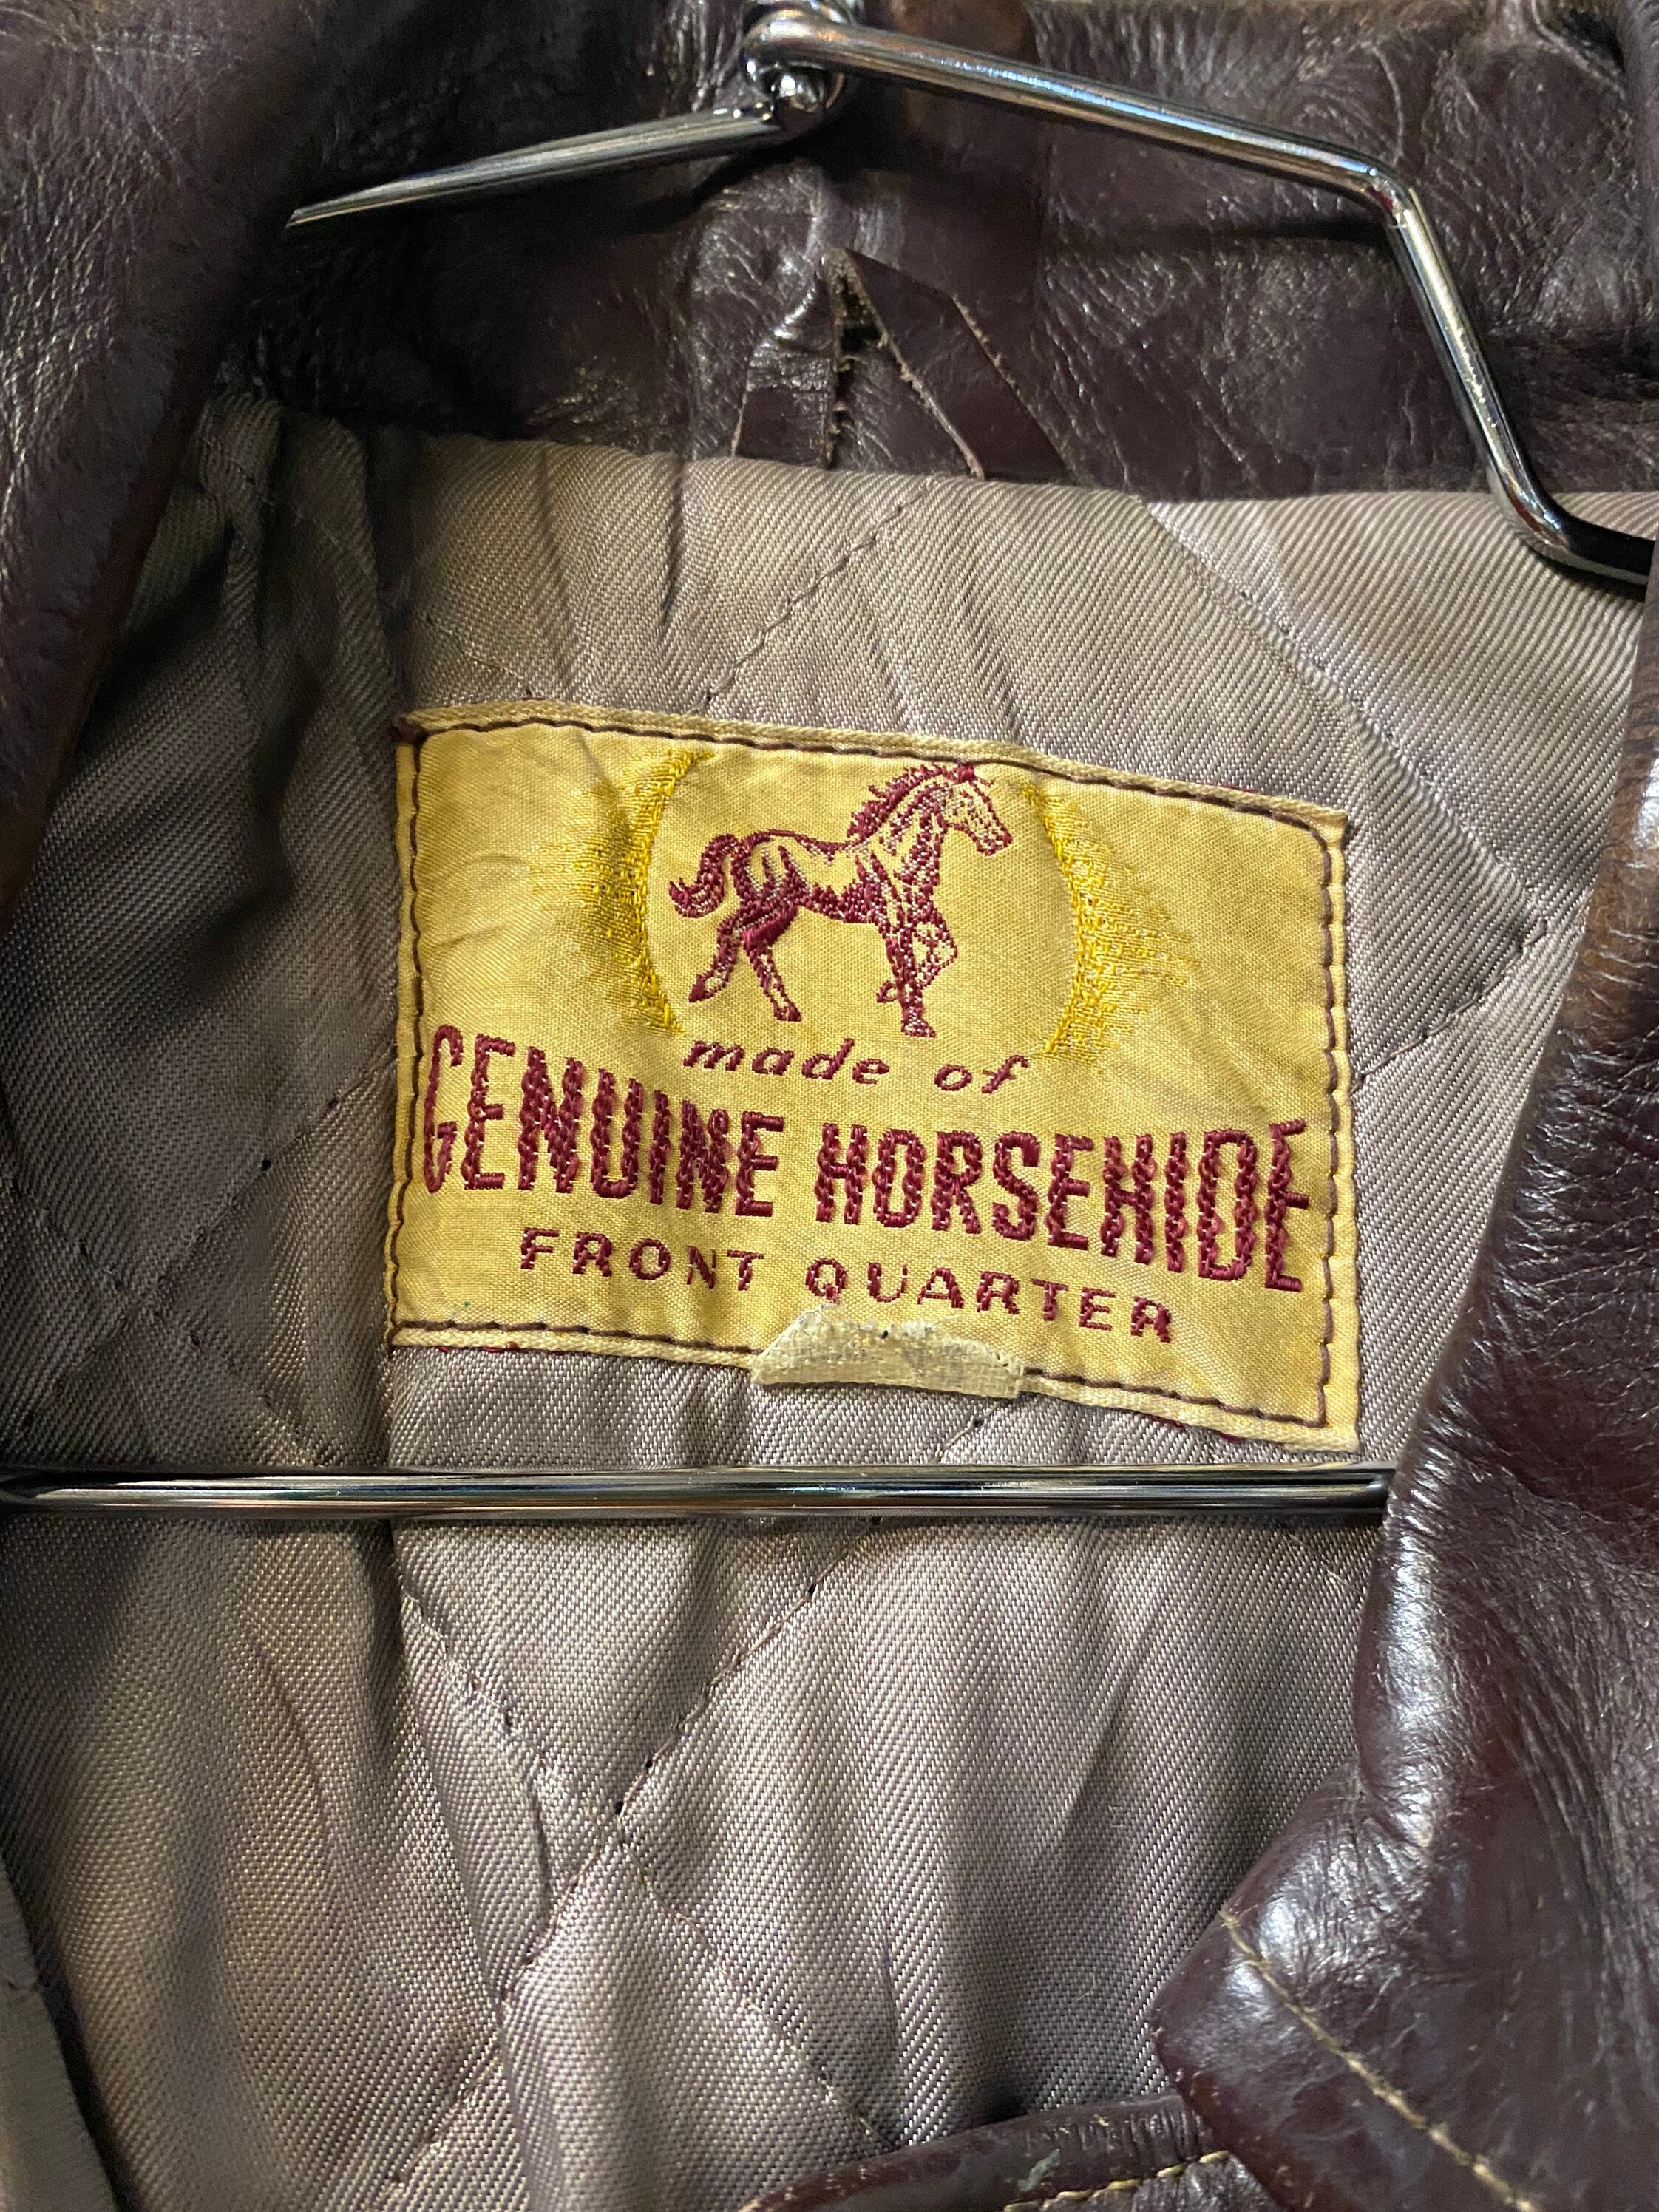 made of
GENUINE HORSEHIDE
FRONT QUARTER